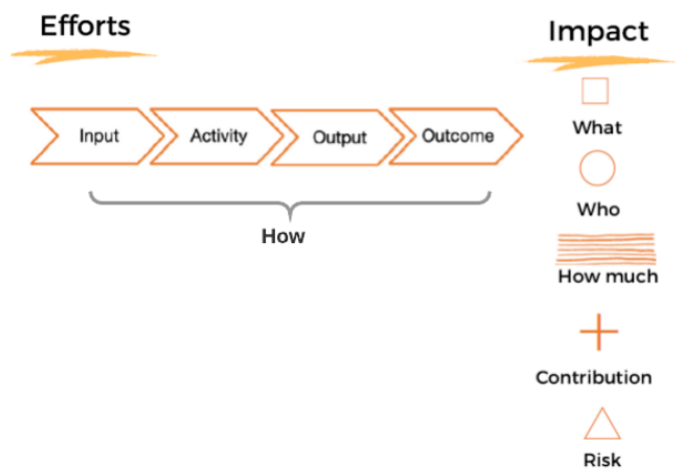 Efforts
Impact
Input
Activity
Output
Outcome
How
What
Who
How much
Contribution
Risk